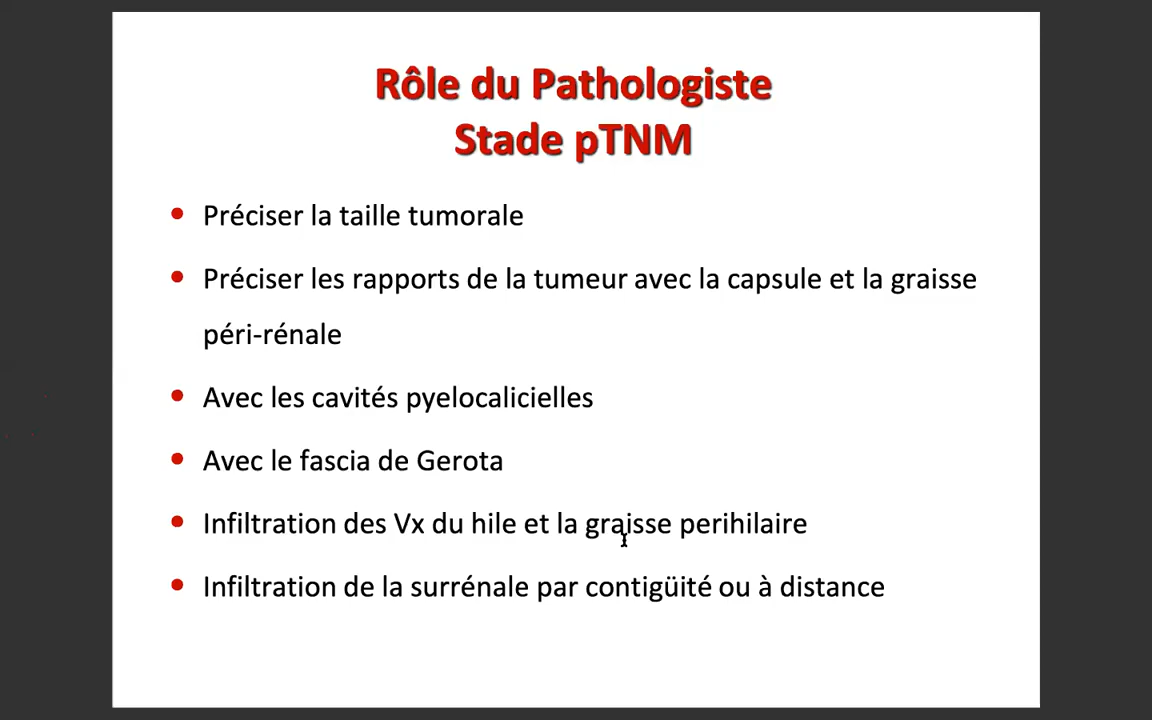 Rôle du Pathologiste
Stade pTNM
• Préciser la taille tumorale
• Préciser les rapports de la tumeur avec la capsule et la graisse
péri-rénale
• Avec les cavités pyelocalicielles
• Avec le fascia de Gerota
• Infiltration des Vx du hile et la graisse perihilaire
• Infiltration de la surrénale par contigüité ou à distance